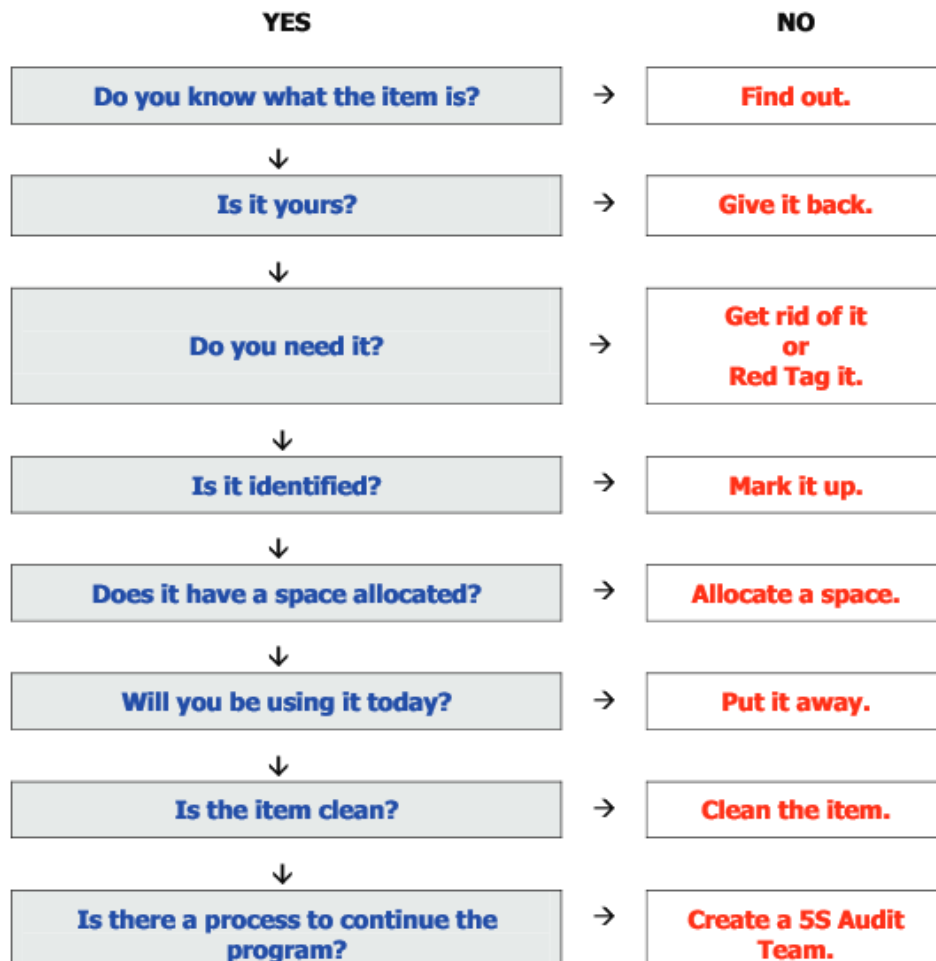 YES NO
Do you know what the item is? → Find out.
↓
Is it yours? → Give it back.
↓
Do you need it? → Get rid of it
or
Red Tag it.
↓
Is it identified? → Mark it up.
↓
Does it have a space allocated? → Allocate a space.
↓
Will you be using it today? → Put it away.
↓
Is the item clean? → Clean the item.
↓
Is there a process to continue the
program? → Create a 5S Audit
Team.